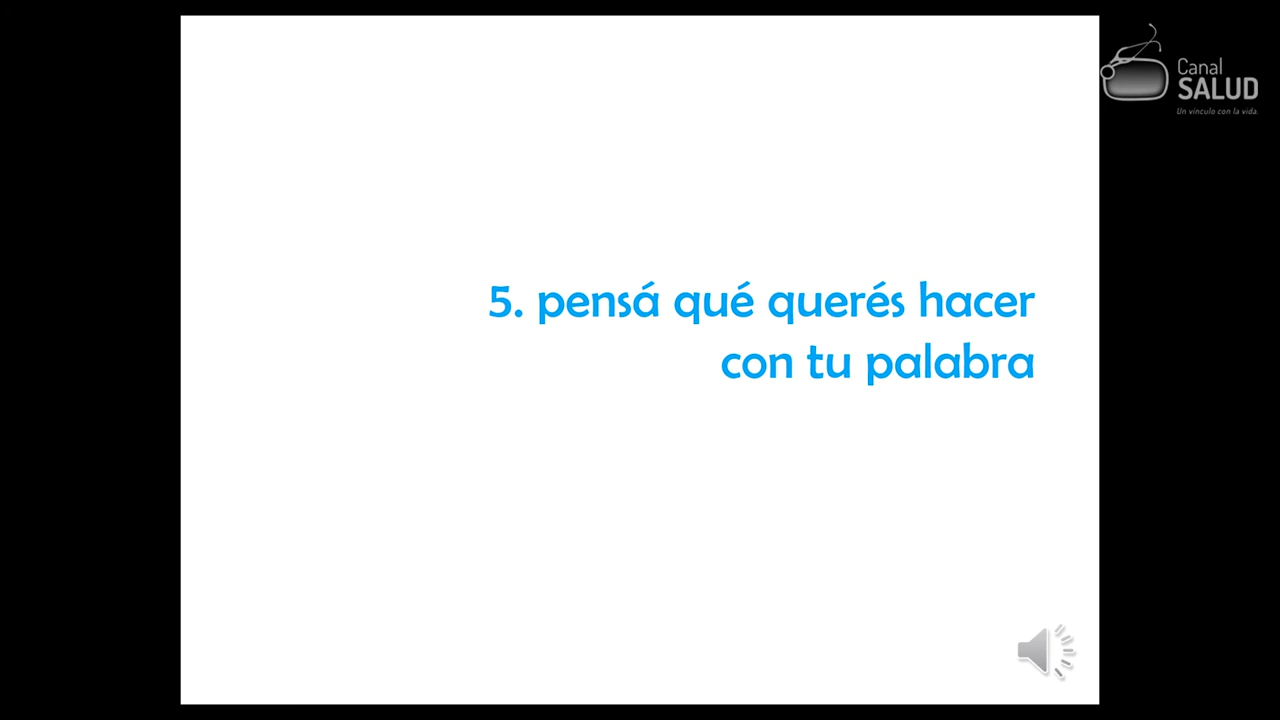 Canal
SALUD
Un vínculo con la vida.
5. pensá qué querés hacer
con tu palabra